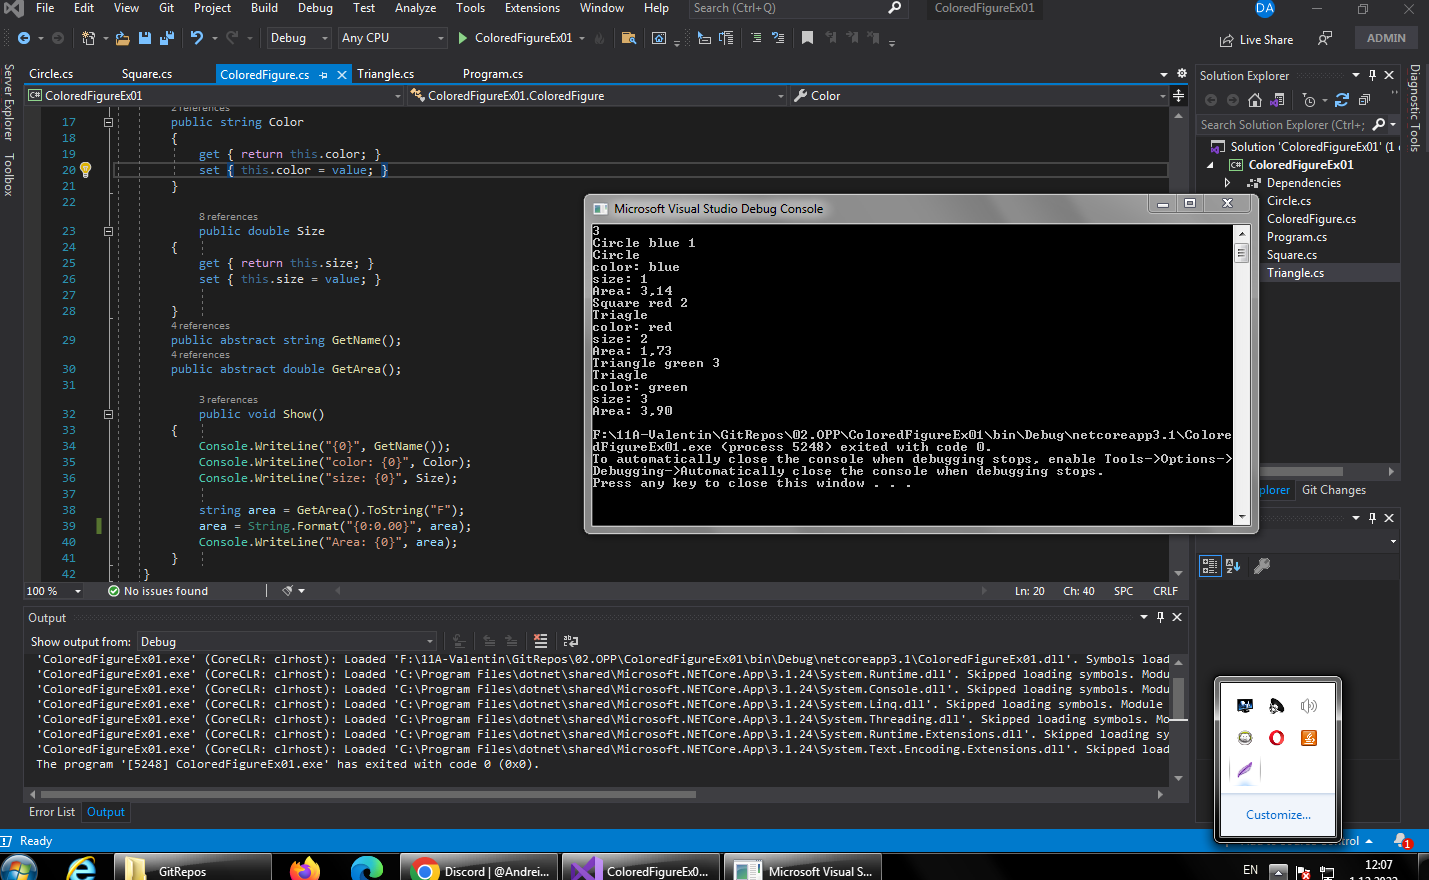 File Edit View Git Project Build Debug Test Analyze Tools Extensions Window Help Search (Ctrl+Q) ColoredFigureEx01 DA
Debug Any CPU ColoredFigureEx01 Live Share ADMIN
Server Explorer
Toolbox
Circle.cs Square.cs ColoredFigure.cs Triangle.cs Program.cs
ColoredFigureEx01 ColoredFigureEx01.ColoredFigure Color
2 references
17 public string Color
18 {
19 get { return this.color; }
20 set { this.color = value; }
21 }
22
8 references
23 public double Size
24 {
25 get { return this.size; }
26 set { this.size = value; }
27
28 }
4 references
29 public abstract string GetName();
4 references
30 public abstract double GetArea();
31
3 references
32 public void Show()
33 {
34 Console.WriteLine("{0}", GetName());
35 Console.WriteLine("color: {0}", Color);
36 Console.WriteLine("size: {0}", Size);
37
38 string area = GetArea().ToString("F");
39 area = String.Format("{0:0.00}", area);
40 Console.WriteLine("Area: {0}", area);
41 }
42 }
100 % No issues found Ln: 20 Ch: 40 SPC CRLF
Microsoft Visual Studio Debug Console
3
Circle blue 1
Circle
color: blue
size: 1
Area: 3,14
Square red 2
Triagle
color: red
size: 2
Area: 1,73
Triangle green 3
Triagle
color: green
size: 3
Area: 3,90
F:\11A-Valentin\GitRepos\02.OPP\ColoredFigureEx01\bin\Debug\netcoreapp3.1\Colore
dFigureEx01.exe (process 5248) exited with code 0.
To automatically close the console when debugging stops, enable Tools->Options->
Debugging->Automatically close the console when debugging stops.
Press any key to close this window . . .
Solution Explorer
Search Solution Explorer (Ctrl+;
Solution 'ColoredFigureEx01' (1
ColoredFigureEx01
Dependencies
Circle.cs
ColoredFigure.cs
Program.cs
Square.cs
Triangle.cs
plorer Git Changes
Diagnostic Tools
Output
Show output from: Debug
'ColoredFigureEx01.exe' (CoreCLR: clrhost): Loaded 'F:\11A-Valentin\GitRepos\02.OPP\ColoredFigureEx01\bin\Debug\netcoreapp3.1\ColoredFigureEx01.dll'. Symbols load
'ColoredFigureEx01.exe' (CoreCLR: clrhost): Loaded 'C:\Program Files\dotnet\shared\Microsoft.NETCore.App\3.1.24\System.Runtime.dll'. Skipped loading symbols. Modu
'ColoredFigureEx01.exe' (CoreCLR: clrhost): Loaded 'C:\Program Files\dotnet\shared\Microsoft.NETCore.App\3.1.24\System.Console.dll'. Skipped loading symbols. Modu
'ColoredFigureEx01.exe' (CoreCLR: clrhost): Loaded 'C:\Program Files\dotnet\shared\Microsoft.NETCore.App\3.1.24\System.Linq.dll'. Skipped loading symbols. Module
'ColoredFigureEx01.exe' (CoreCLR: clrhost): Loaded 'C:\Program Files\dotnet\shared\Microsoft.NETCore.App\3.1.24\System.Threading.dll'. Skipped loading symbols. Mo
'ColoredFigureEx01.exe' (CoreCLR: clrhost): Loaded 'C:\Program Files\dotnet\shared\Microsoft.NETCore.App\3.1.24\System.Runtime.Extensions.dll'. Skipped loading sy
'ColoredFigureEx01.exe' (CoreCLR: clrhost): Loaded 'C:\Program Files\dotnet\shared\Microsoft.NETCore.App\3.1.24\System.Text.Encoding.Extensions.dll'. Skipped load
The program '[5248] ColoredFigureEx01.exe' has exited with code 0 (0x0).
Error List Output
Customize...
Ready 1
GitRepos Discord | @Andrei... ColoredFigureEx0... Microsoft Visual S... EN 12:07